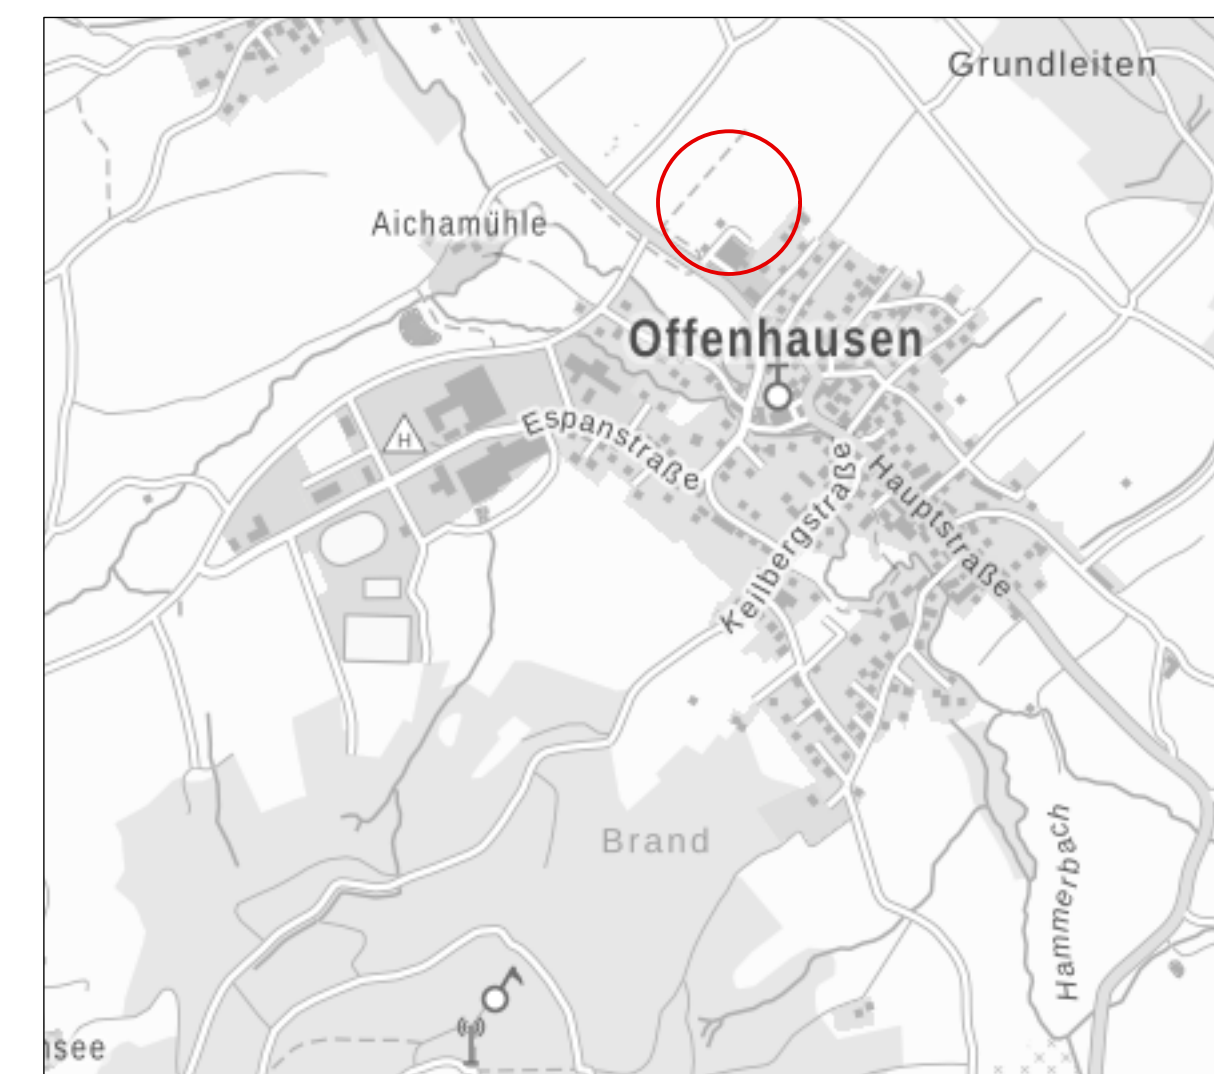 Grundleiten
Aichamühle
Offenhausen
Espanstraße
H
Hauptstraße
Keilbergstraße
Brand
Hammerbach
nsee